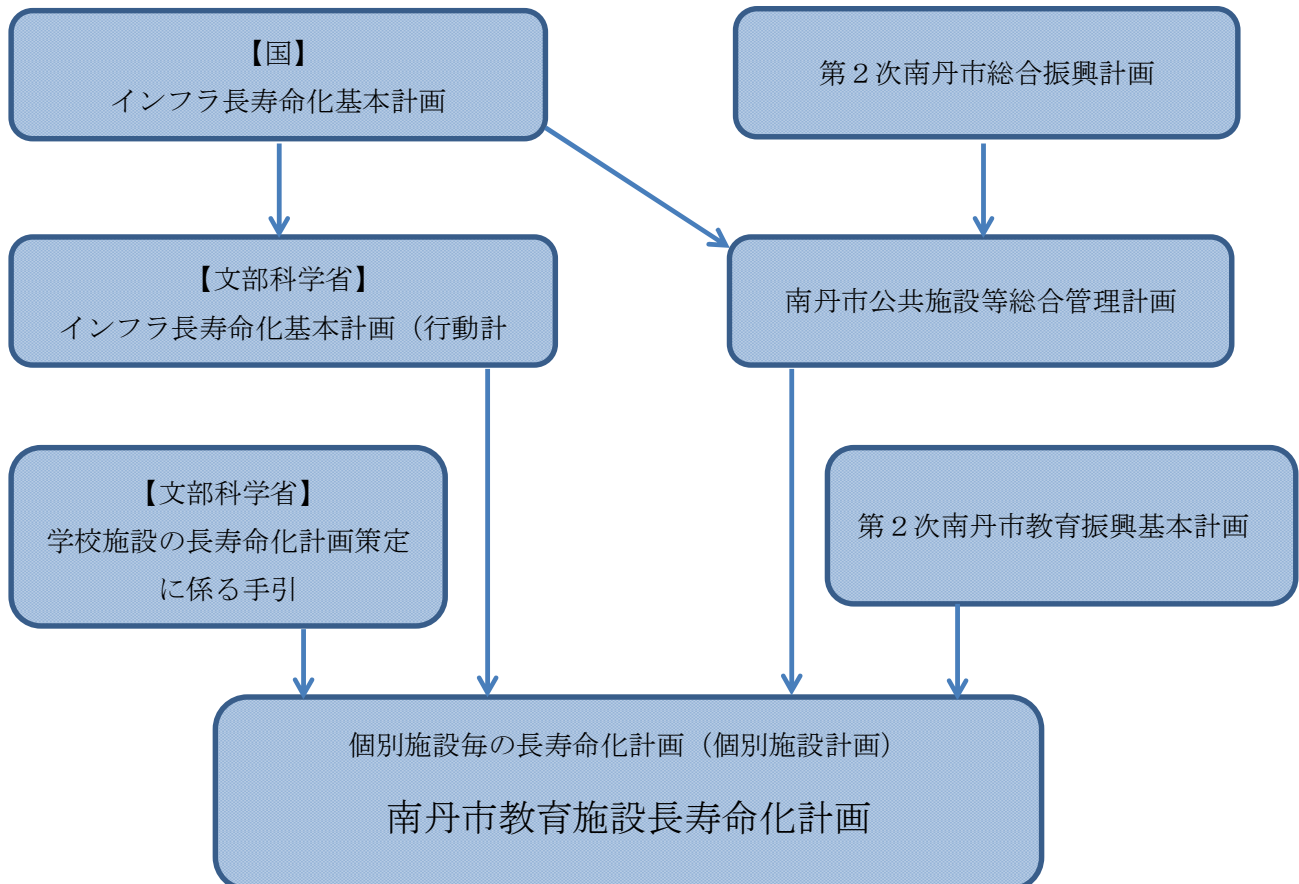 【国】
インフラ長寿命化基本計画
第２次南丹市総合振興計画
【文部科学省】
インフラ長寿命化基本計画（行動計
南丹市公共施設等総合管理計画
【文部科学省】
学校施設の長寿命化計画策定
に係る手引
第２次南丹市教育振興基本計画
個別施設毎の長寿命化計画（個別施設計画）
南丹市教育施設長寿命化計画